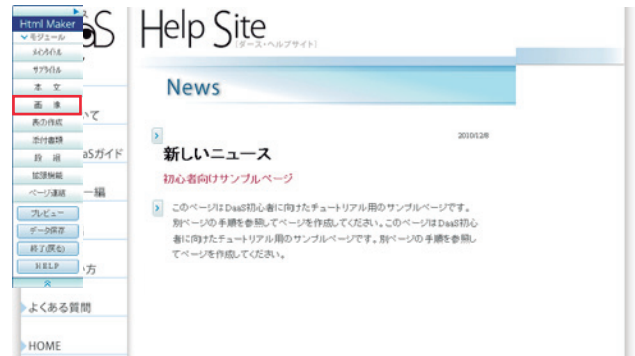 Html Maker
モジュール
メインタイトル
サブタイトル
本 文
画 像
表の作成
添付書類
段 組
拡張機能
ページ連結
プレビュー
データ保存
終了(戻る)
HELP
aS
いて
aaSガイド
ー編
い方
よくある質問
HOME
Help Site
(ダース・ヘルプサイト)
News
2010/12/8
新しいニュース
初心者向けサンプルページ
このページはDaaS初心者に向けたチュートリアル用のサンプルページです。
別ページの手順を参照してページを作成してください。このページはDaaS初心
者に向けたチュートリアル用のサンプルページです。別ページの手順を参照し
てページを作成してください。